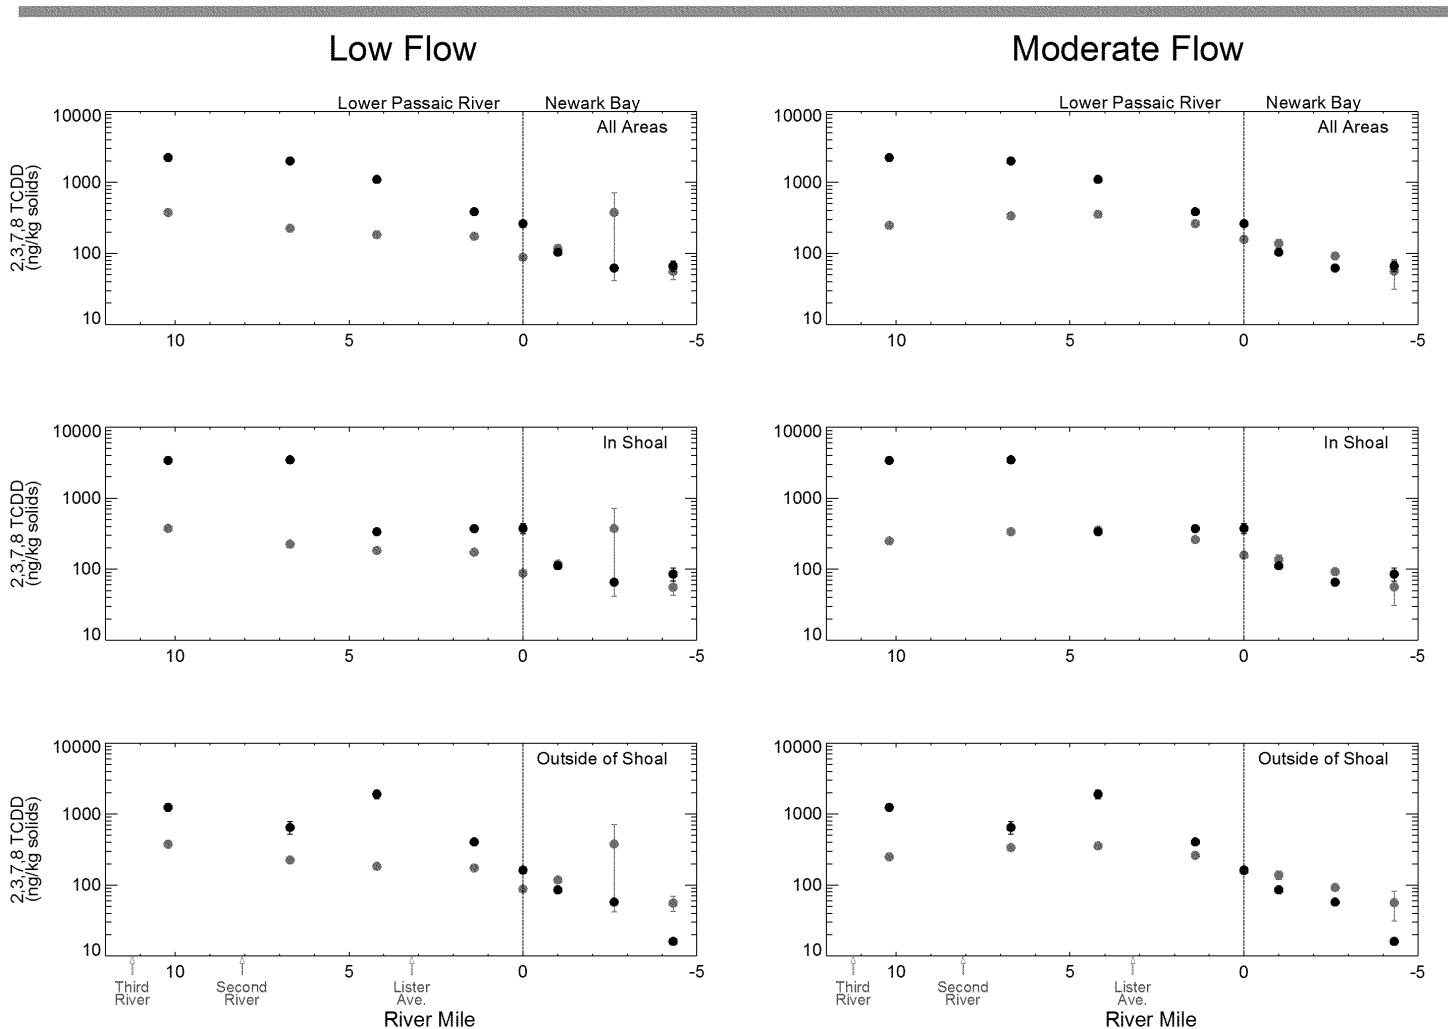 Low Flow
Moderate Flow
Lower Passaic River Newark Bay
Lower Passaic River Newark Bay
All Areas
All Areas
2,3,7,8 TCDD
(ng/kg solids)
10000
1000
100
10
10 5 0 -5
10000
1000
100
10
10 5 0 -5
In Shoal
In Shoal
2,3,7,8 TCDD
(ng/kg solids)
10000
1000
100
10
10 5 0 -5
10000
1000
100
10
10 5 0 -5
Outside of Shoal
Outside of Shoal
2,3,7,8 TCDD
(ng/kg solids)
10000
1000
100
10
10 5 0 -5
Third
River
Second
River
Lister
Ave.
River Mile
10000
1000
100
10
10 5 0 -5
Third
River
Second
River
Lister
Ave.
River Mile